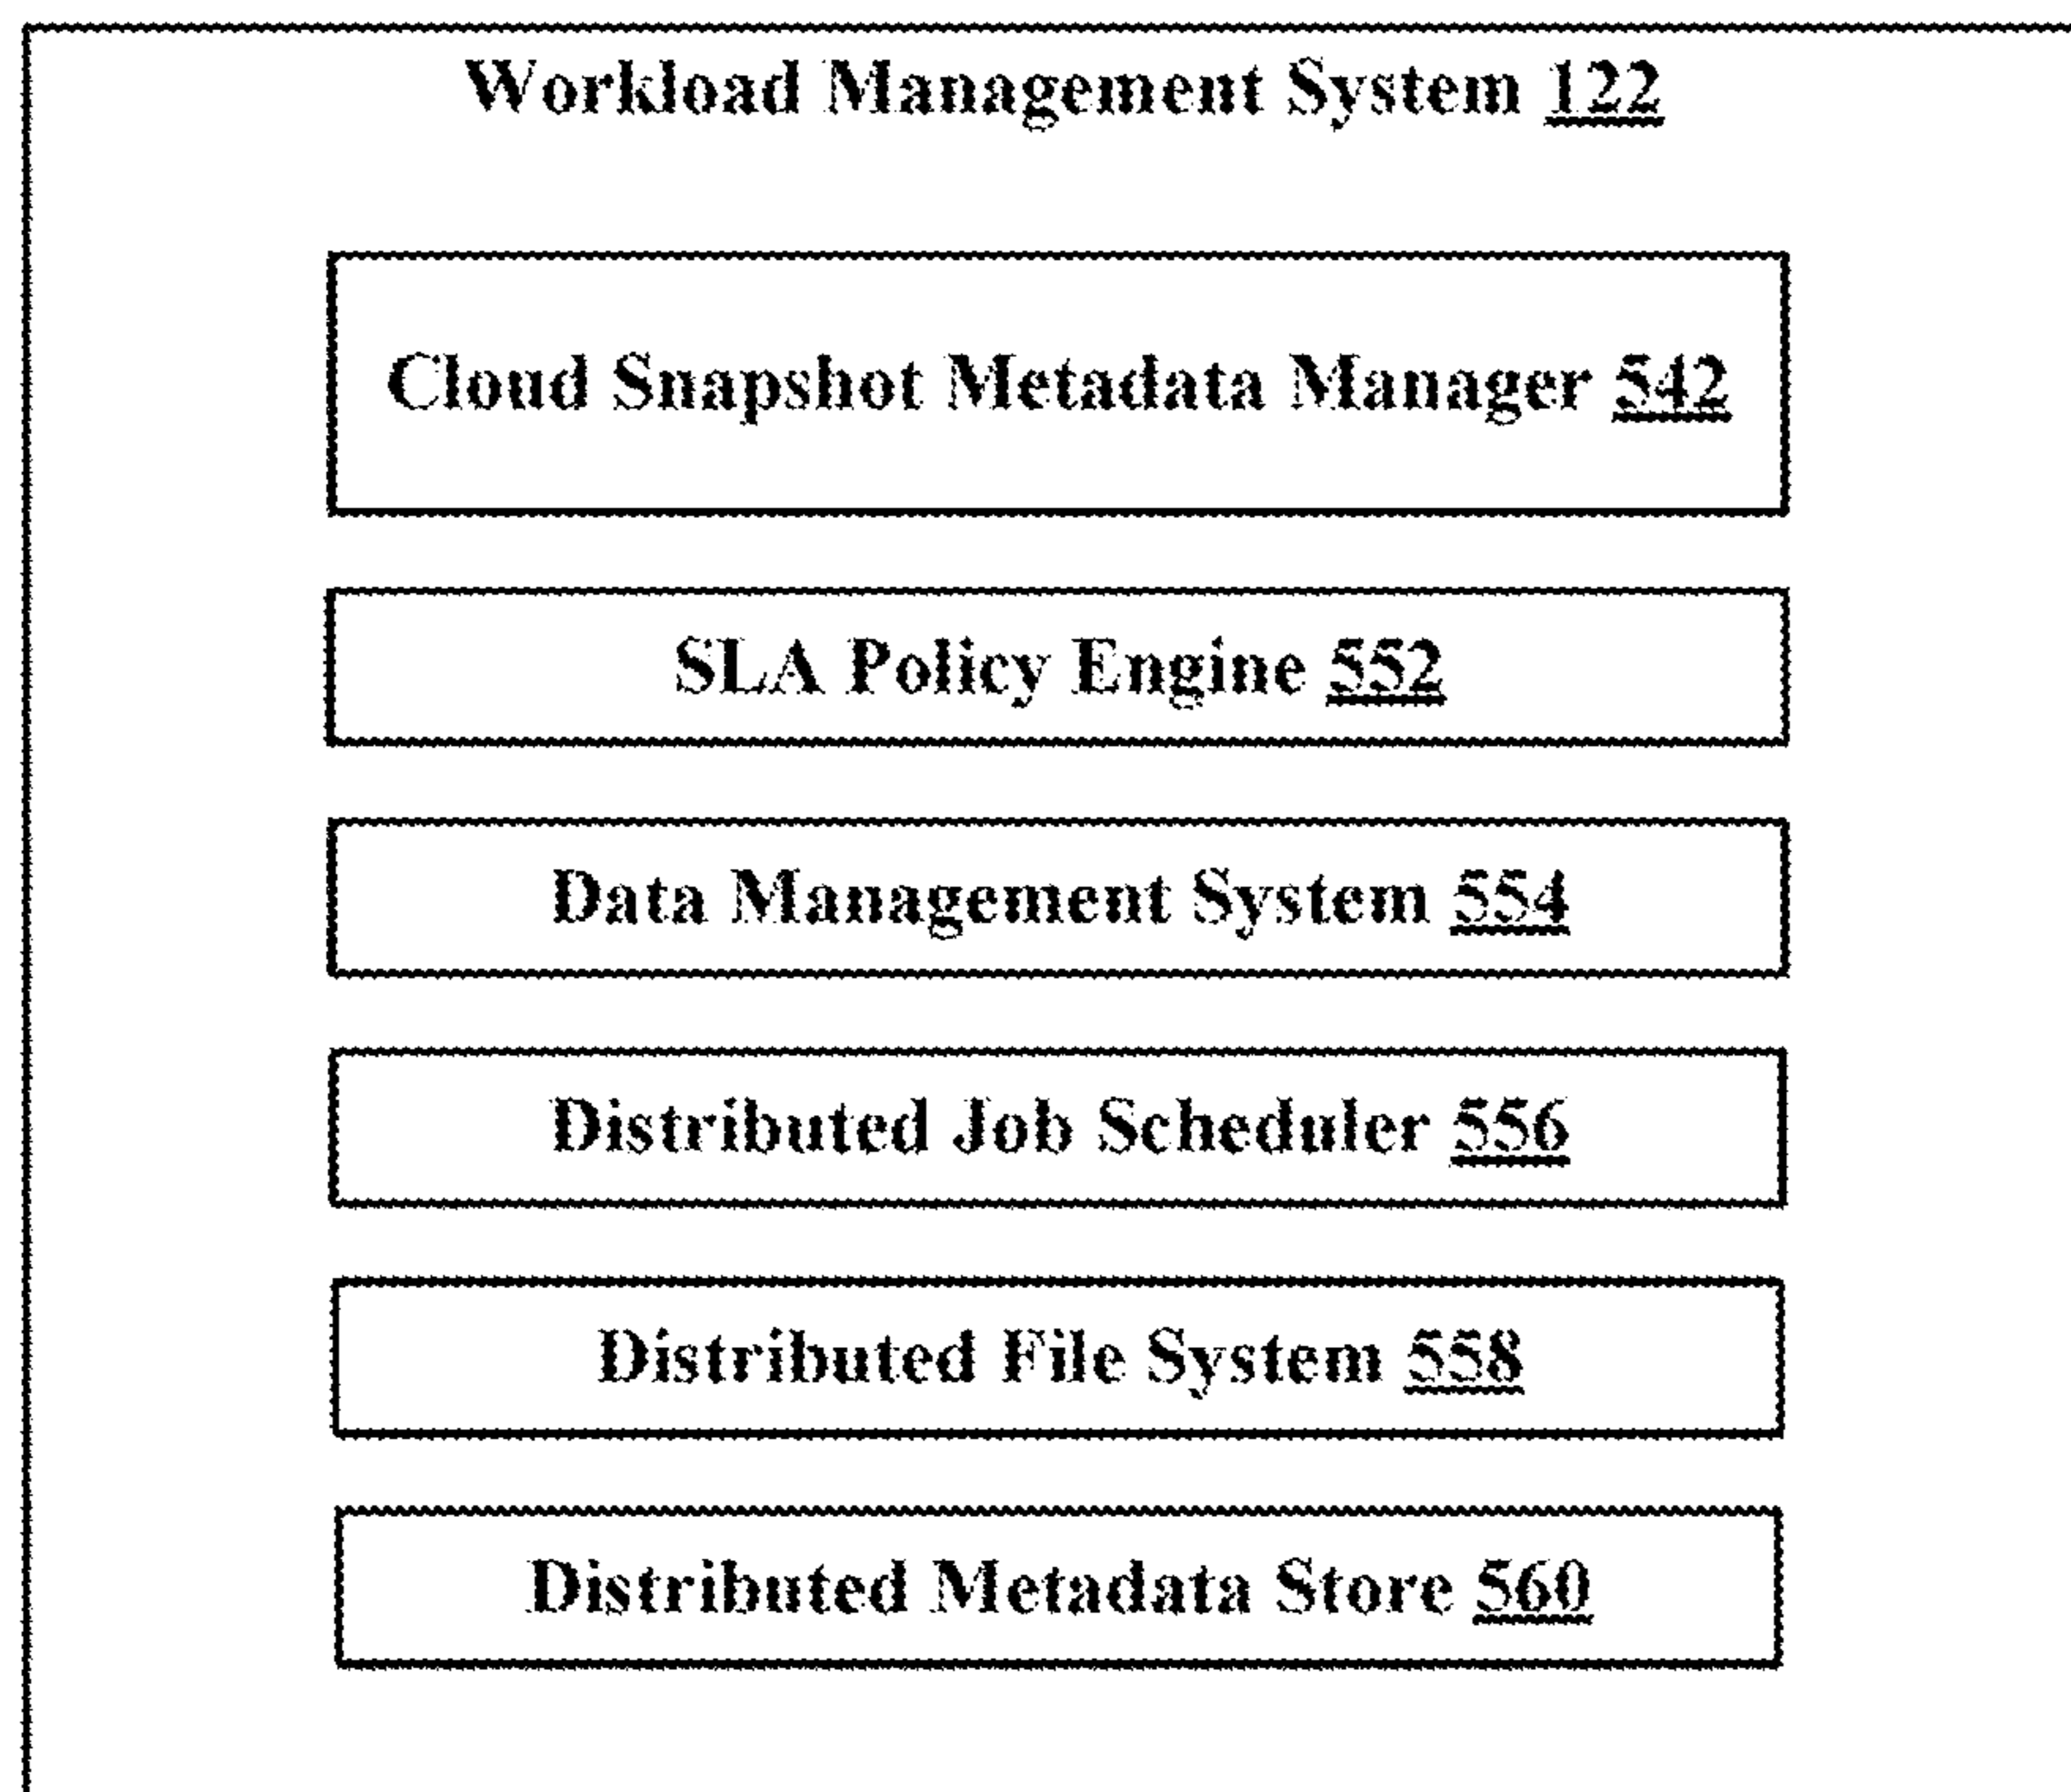 Workload Management System 122
Cloud Snapshot Metadata Manager 542
SLA Policy Engine 552
Data Management System 554
Distributed Job Scheduler 556
Distributed File System 558
Distributed Metadata Store 560